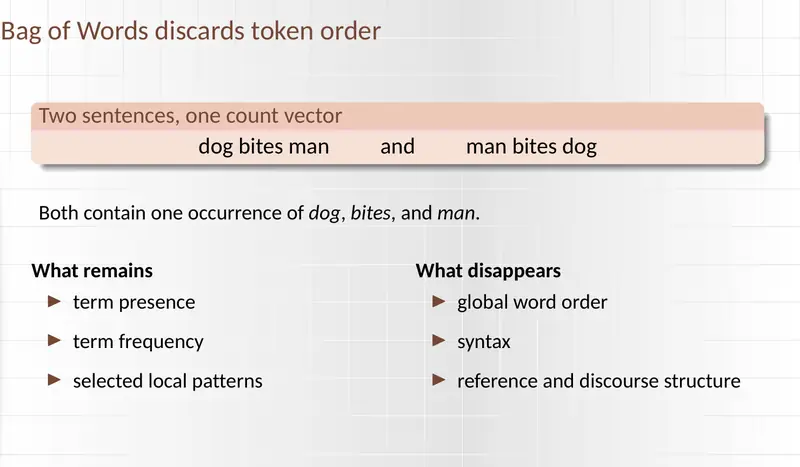 Bag of Words discards token order
Two sentences, one count vector
dog bites man and man bites dog
Both contain one occurrence of dog, bites, and man.
What remains
term presence
term frequency
selected local patterns
What disappears
global word order
syntax
reference and discourse structure